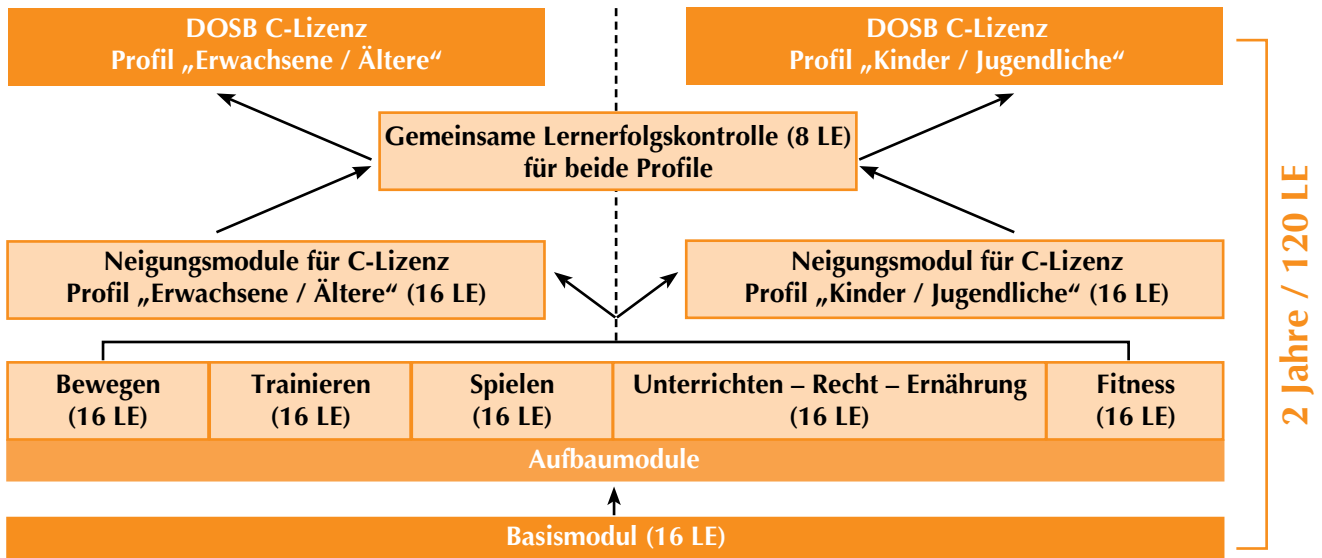 DOSB C-Lizenz
Profil „Erwachsene / Ältere“
DOSB C-Lizenz
Profil „Kinder / Jugendliche“
Gemeinsame Lernerfolgskontrolle (8 LE)
für beide Profile
Neigungsmodule für C-Lizenz
Profil „Erwachsene / Ältere“ (16 LE)
Neigungsmodul für C-Lizenz
Profil „Kinder / Jugendliche“ (16 LE)
Bewegen
(16 LE)
Trainieren
(16 LE)
Spielen
(16 LE)
Unterrichten – Recht – Ernährung
(16 LE)
Fitness
(16 LE)
Aufbaumodule
Basismodul (16 LE)
2 Jahre / 120 LE